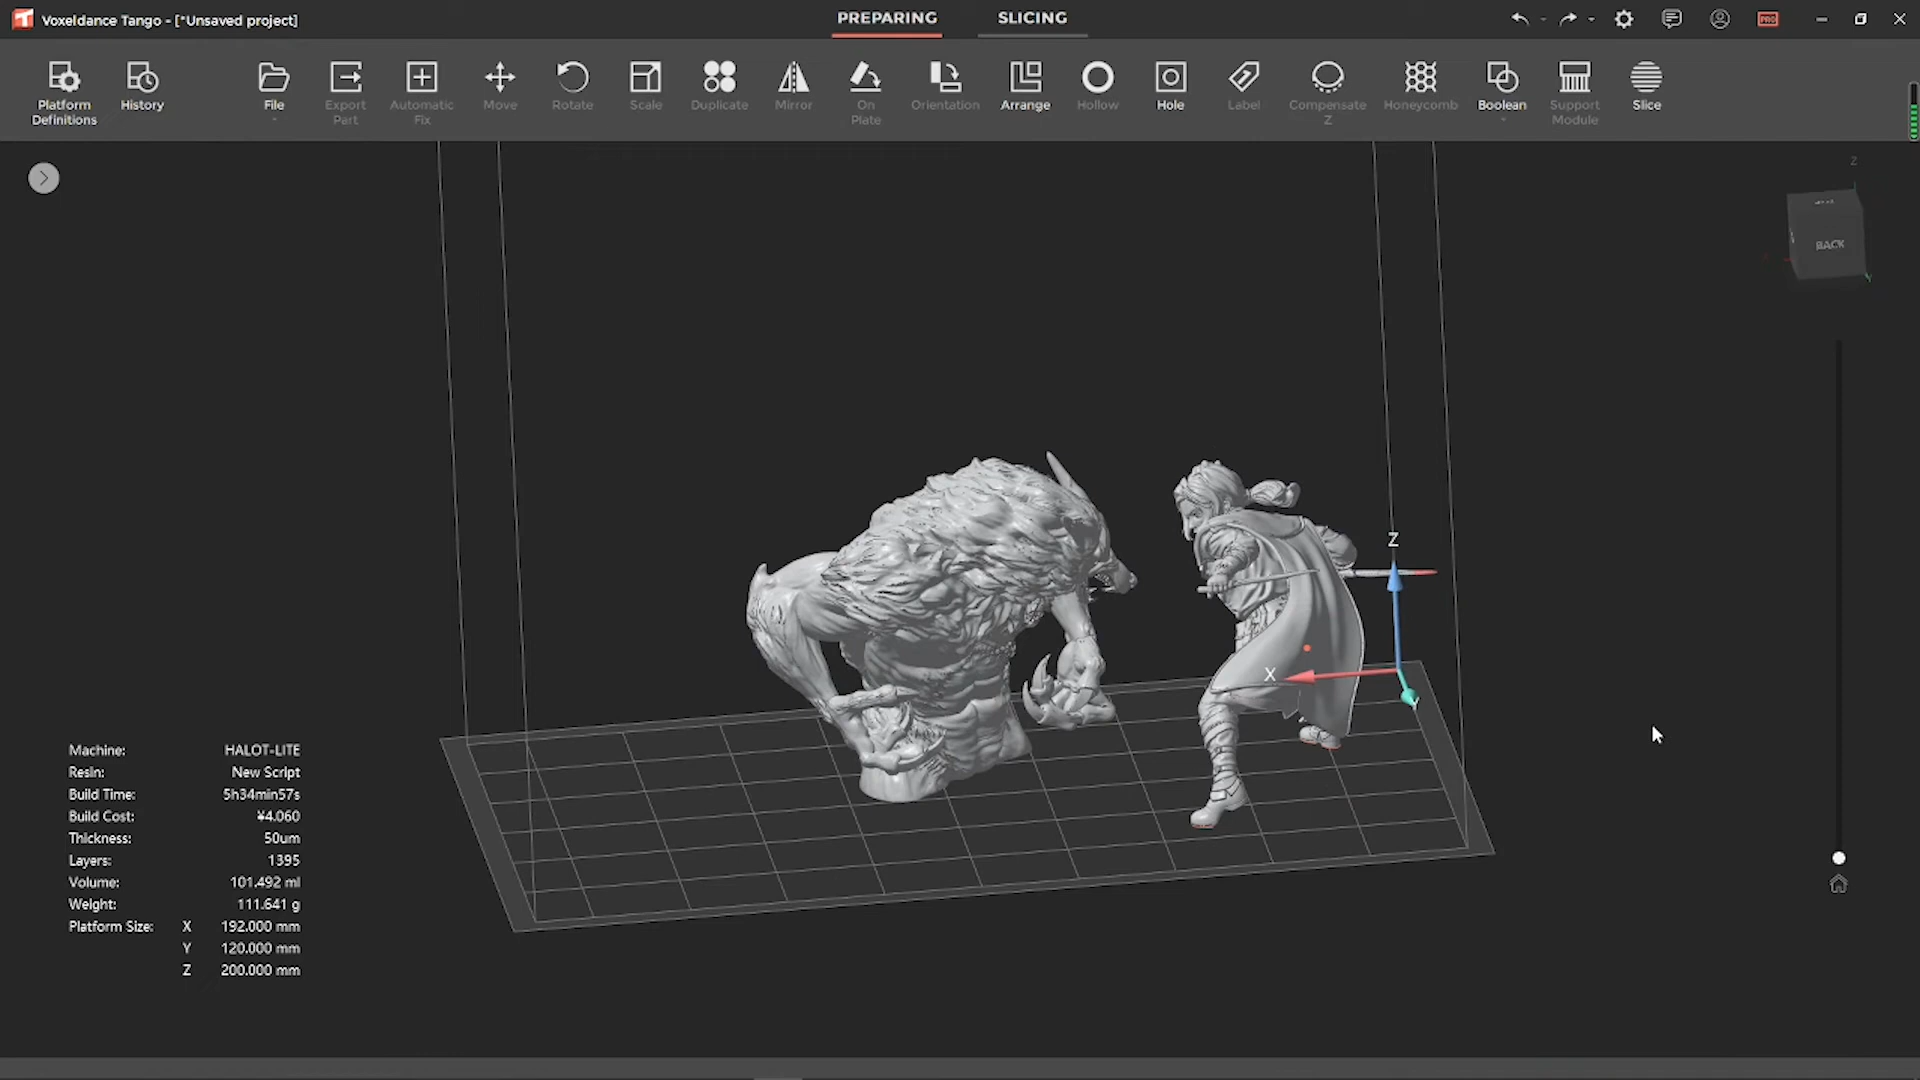 Voxeldance Tango - [*Unsaved project]
PREPARING
SLICING
PRO
Platform
Definitions
History
File
Export
Part
Automatic
Fix
Move
Rotate
Scale
Duplicate
Mirror
On
Plate
Orientation
Arrange
Hollow
Hole
Label
Compensate
Z
Honeycomb
Boolean
Support
Module
Slice
Z
BACK
Y
Z
X
Machine: HALOT-LITE
Resin: New Script
Build Time: 5h34min57s
Build Cost: ¥4.060
Thickness: 50um
Layers: 1395
Volume: 101.492 ml
Weight: 111.641 g
Platform Size: X 192.000 mm
Y 120.000 mm
Z 200.000 mm